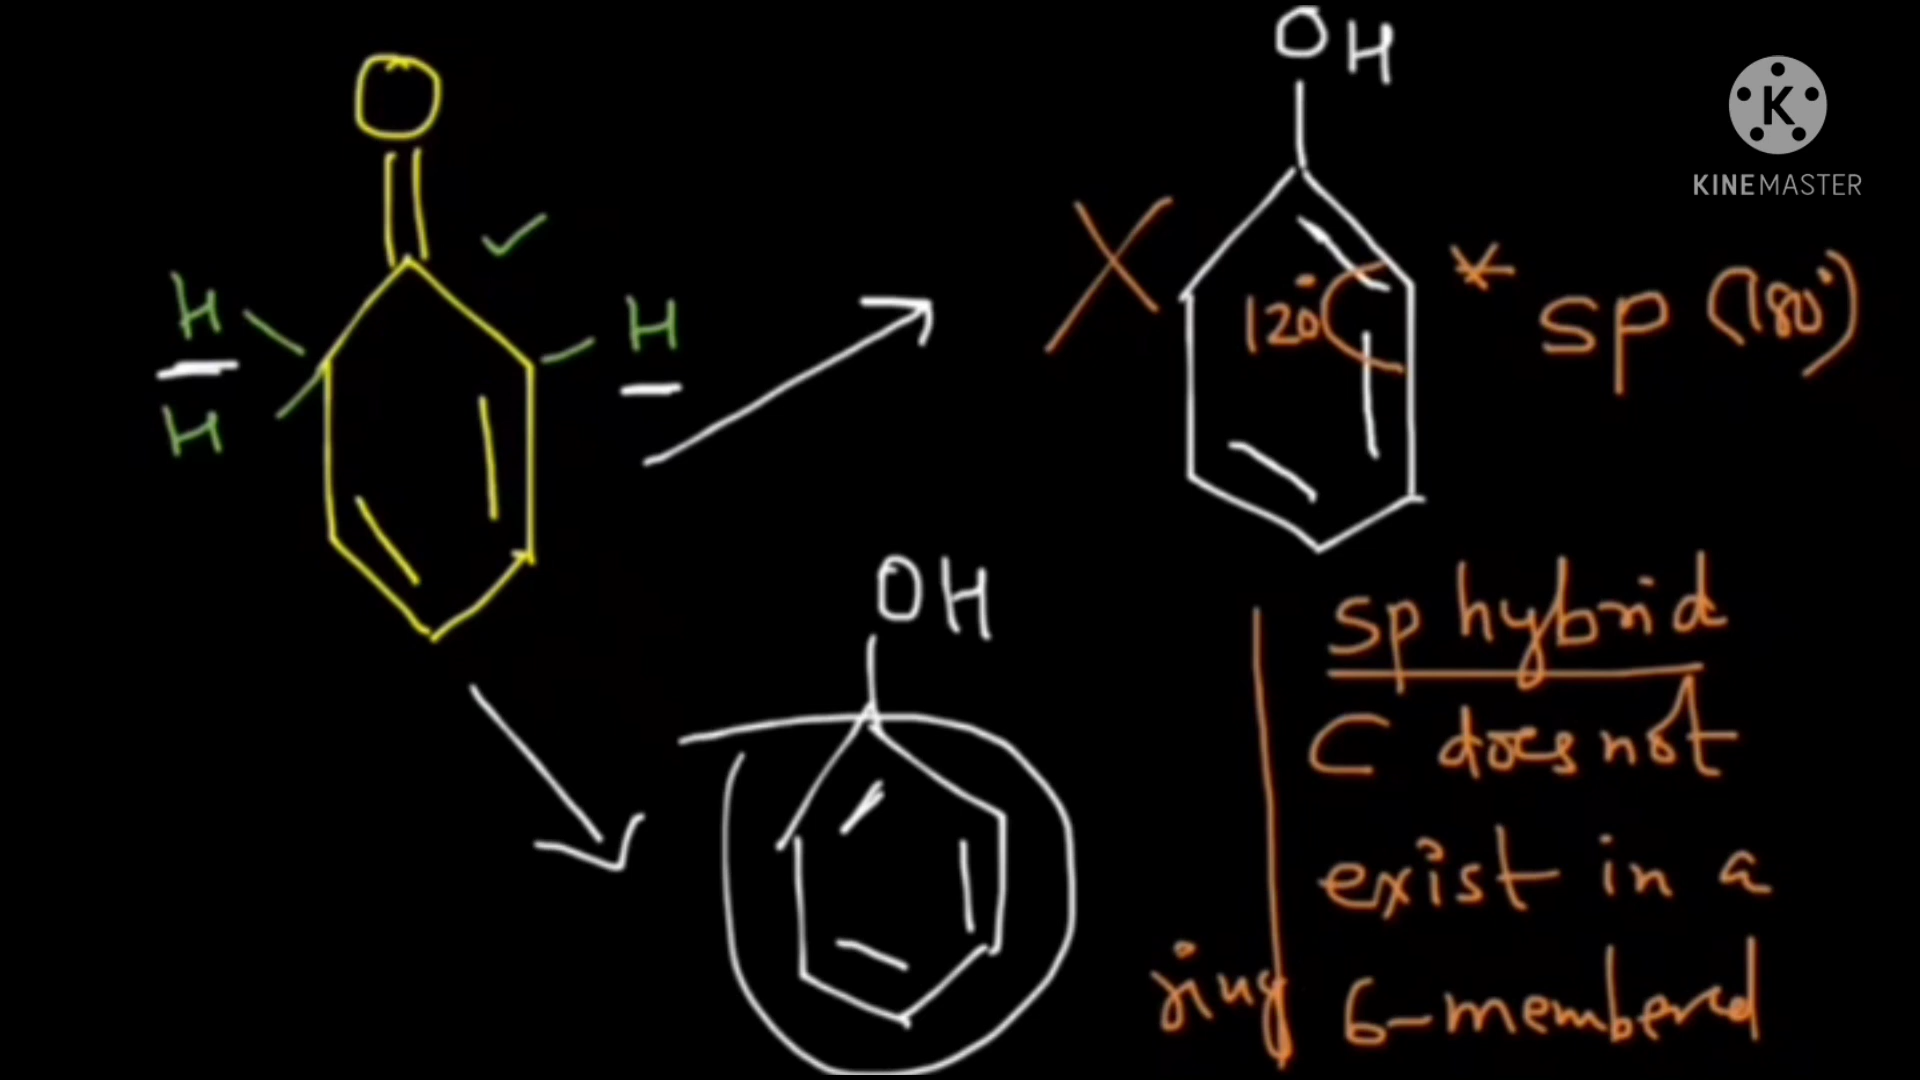 O
H
H
H
OH
120°
* sp (180°)
K
KINEMASTER
OH
sp hybrid
C does not
exist in a
6-membered
ring